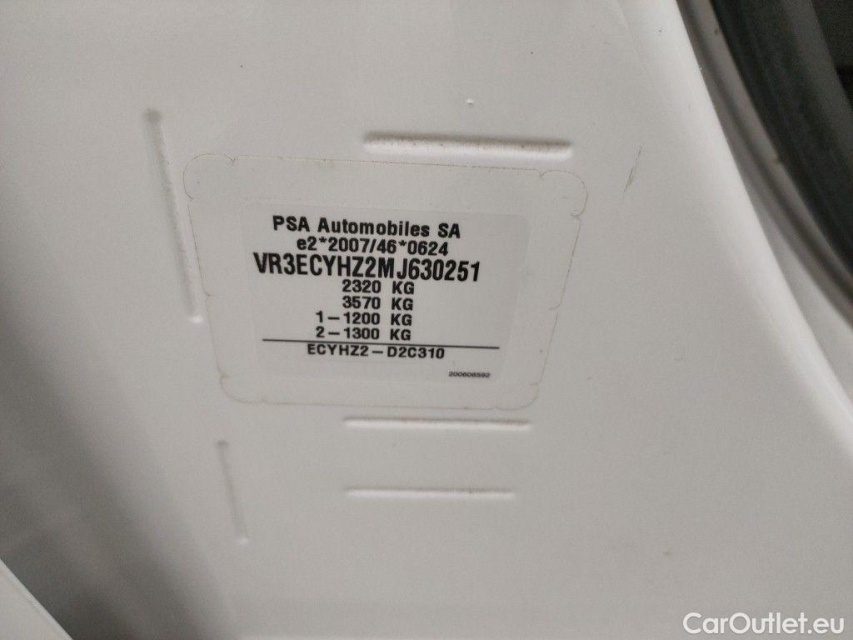 PSA Automobiles SA
e2*2007/46*0624
VR3ECYHZ2MJ630251
2320 KG
3570 KG
1-1200 KG
2-1300 KG
ECYHZ2-D2C310
200606592
CarOutlet.eu